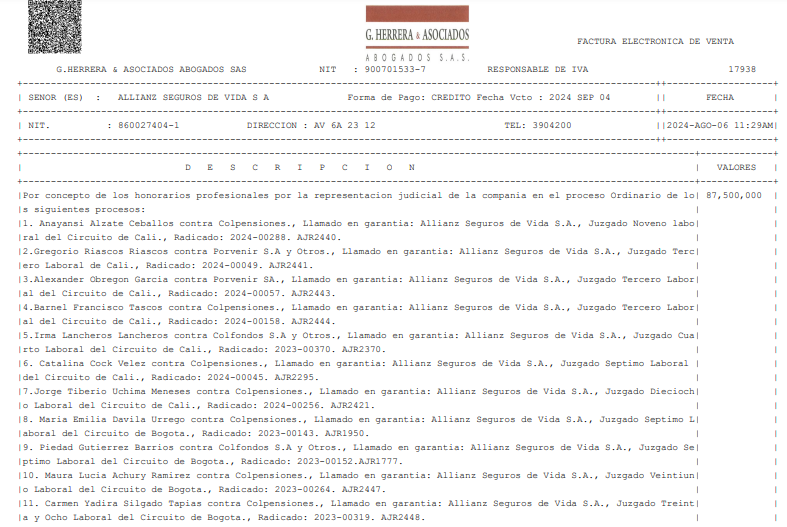 G. HERRERA & ASOCIADOS
ABOGADOS S.A.S.
FACTURA ELECTRONICA DE VENTA
G.HERRERA & ASOCIADOS ABOGADOS SAS NIT : 900701533-7 RESPONSABLE DE IVA 17938
SENOR (ES) : ALLIANZ SEGUROS DE VIDA S A Forma de Pago: CREDITO Fecha Vcto : 2024 SEP 04 FECHA
NIT. : 860027404-1 DIRECCION : AV 6A 23 12 TEL: 3904200 2024-AGO-06 11:29AM
D E S C R I P C I O N VALORES
Por concepto de los honorarios profesionales por la representacion judicial de la compania en el proceso Ordinario de lo 87,500,000
s siguientes procesos:
1. Anayansi Alzate Ceballos contra Colpensiones., Llamado en garantia: Allianz Seguros de Vida S.A., Juzgado Noveno labo
ral del Circuito de Cali., Radicado: 2024-00288. AJR2440.
2.Gregorio Riascos Riascos contra Porvenir S.A y Otros., Llamado en garantia: Allianz Seguros de Vida S.A., Juzgado Terc
ero Laboral de Cali., Radicado: 2024-00049. AJR2441.
3.Alexander Obregon Garcia contra Porvenir SA., Llamado en garantia: Allianz Seguros de Vida S.A., Juzgado Tercero Labor
al del Circuito de Cali., Radicado: 2024-00057. AJR2443.
4.Barnel Francisco Tascos contra Colpensiones., Llamado en garantia: Allianz Seguros de Vida S.A., Juzgado Tercero Labor
al del Circuito de Cali., Radicado: 2024-00158. AJR2444.
5.Irma Lancheros Lancheros contra Colfondos S.A y Otros., Llamado en garantia: Allianz Seguros de Vida S.A., Juzgado Cua
rto Laboral del Circuito de Cali., Radicado: 2023-00370. AJR2370.
6. Catalina Cock Velez contra Colpensiones., Llamado en garantia: Allianz Seguros de Vida S.A., Juzgado Septimo Laboral
del Circuito de Cali., Radicado: 2024-00045. AJR2295.
7.Jorge Tiberio Uchima Meneses contra Colpensiones., Llamado en garantia: Allianz Seguros de Vida S.A., Juzgado Diecioch
o Laboral del Circuito de Cali., Radicado: 2024-00256. AJR2421.
8. Maria Emilia Davila Urrego contra Colpensiones., Llamado en garantia: Allianz Seguros de Vida S.A., Juzgado Septimo L
aboral del Circuito de Bogota., Radicado: 2023-00143. AJR1950.
9. Piedad Gutierrez Barrios contra Colfondos S.A y Otros., Llamado en garantia: Allianz Seguros de Vida S.A., Juzgado Se
ptimo Laboral del Circuito de Bogota., Radicado: 2023-00152.AJR1777.
10. Maura Lucia Achury Ramirez contra Colpensiones., Llamado en garantia: Allianz Seguros de Vida S.A., Juzgado Veintiun
o Laboral del Circuito de Bogota., Radicado: 2023-00264. AJR2447.
11. Carmen Yadira Silgado Tapias contra Colpensiones., Llamado en garantia: Allianz Seguros de Vida S.A., Juzgado Treint
a y Ocho Laboral del Circuito de Bogota., Radicado: 2023-00319. AJR2448.